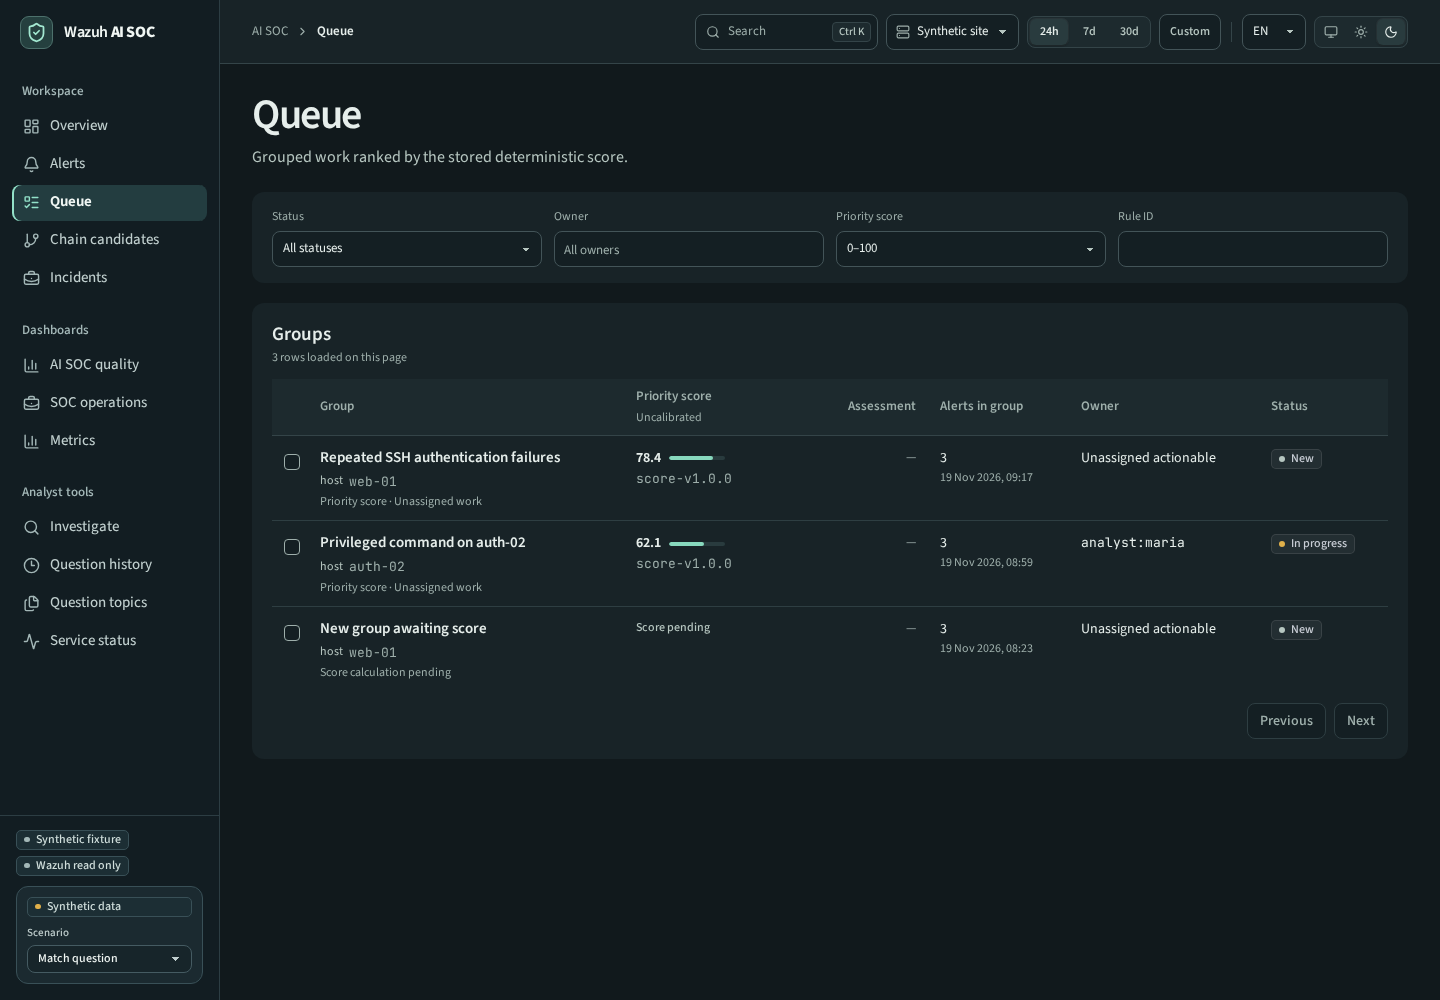 Wazuh AI SOC
Workspace
Overview
Alerts
Queue
Chain candidates
Incidents
Dashboards
AI SOC quality
SOC operations
Metrics
Analyst tools
Investigate
Question history
Question topics
Service status
Synthetic fixture
Wazuh read only
Synthetic data
Scenario
Match question
AI SOC > Queue
Search Ctrl K
Synthetic site
24h 7d 30d
Custom
EN
Queue
Grouped work ranked by the stored deterministic score.
Status Owner Priority score Rule ID
All statuses All owners 0–100
Groups
3 rows loaded on this page
Group Priority score Assessment Alerts in group Owner Status
Uncalibrated
Repeated SSH authentication failures 78.4 — 3 Unassigned actionable New
host web-01 score-v1.0.0 19 Nov 2026, 09:17
Priority score · Unassigned work
Privileged command on auth-02 62.1 — 3 analyst:maria In progress
host auth-02 score-v1.0.0 19 Nov 2026, 08:59
Priority score · Unassigned work
New group awaiting score Score pending — 3 Unassigned actionable New
host web-01 19 Nov 2026, 08:23
Score calculation pending
Previous Next